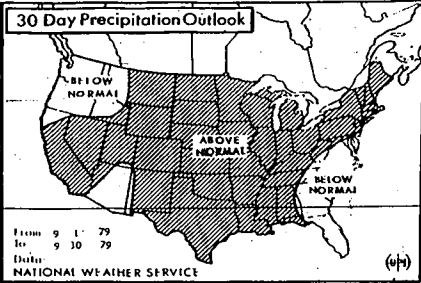 30 Day Precipitation Outlook
BELOW
NORMAL
ABOVE
NORMAL
BELOW
NORMAL
From 9 1 79
To 9 30 79
Data:
NATIONAL WEATHER SERVICE
(UPI)